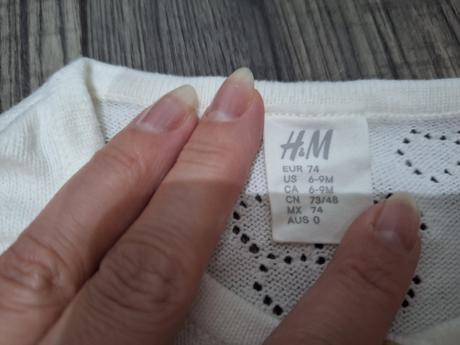 H&M
EUR 74
US 6-9M
CA 6-9M
CN 73/48
MX 74
AUS 0